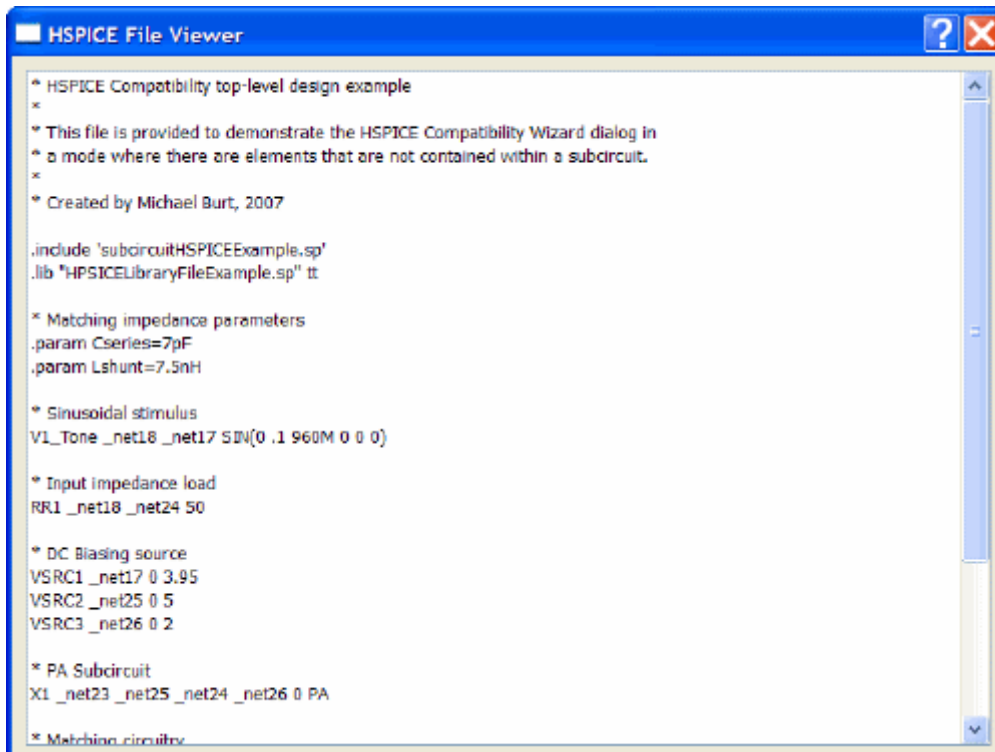 HSPICE File Viewer
* HSPICE Compatibility top-level design example
*
* This file is provided to demonstrate the HSPICE Compatibility Wizard dialog in
* a mode where there are elements that are not contained within a subcircuit.
*
* Created by Michael Burt, 2007
.include 'subcircuitHSPICEExample.sp'
.lib "HPSICELibraryFileExample.sp" tt
* Matching impedance parameters
.param Cseries=7pF
.param Lshunt=7.5nH
* Sinusoidal stimulus
V1_Tone _net18 _net17 SIN(0 .1 960M 0 0 0)
* Input impedance load
RR1 _net18 _net24 50
* DC Biasing source
VSRC1 _net17 0 3.95
VSRC2 _net25 0 5
VSRC3 _net26 0 2
* PA Subcircuit
X1 _net23 _net25 _net24 _net26 0 PA
* Matching circuitry